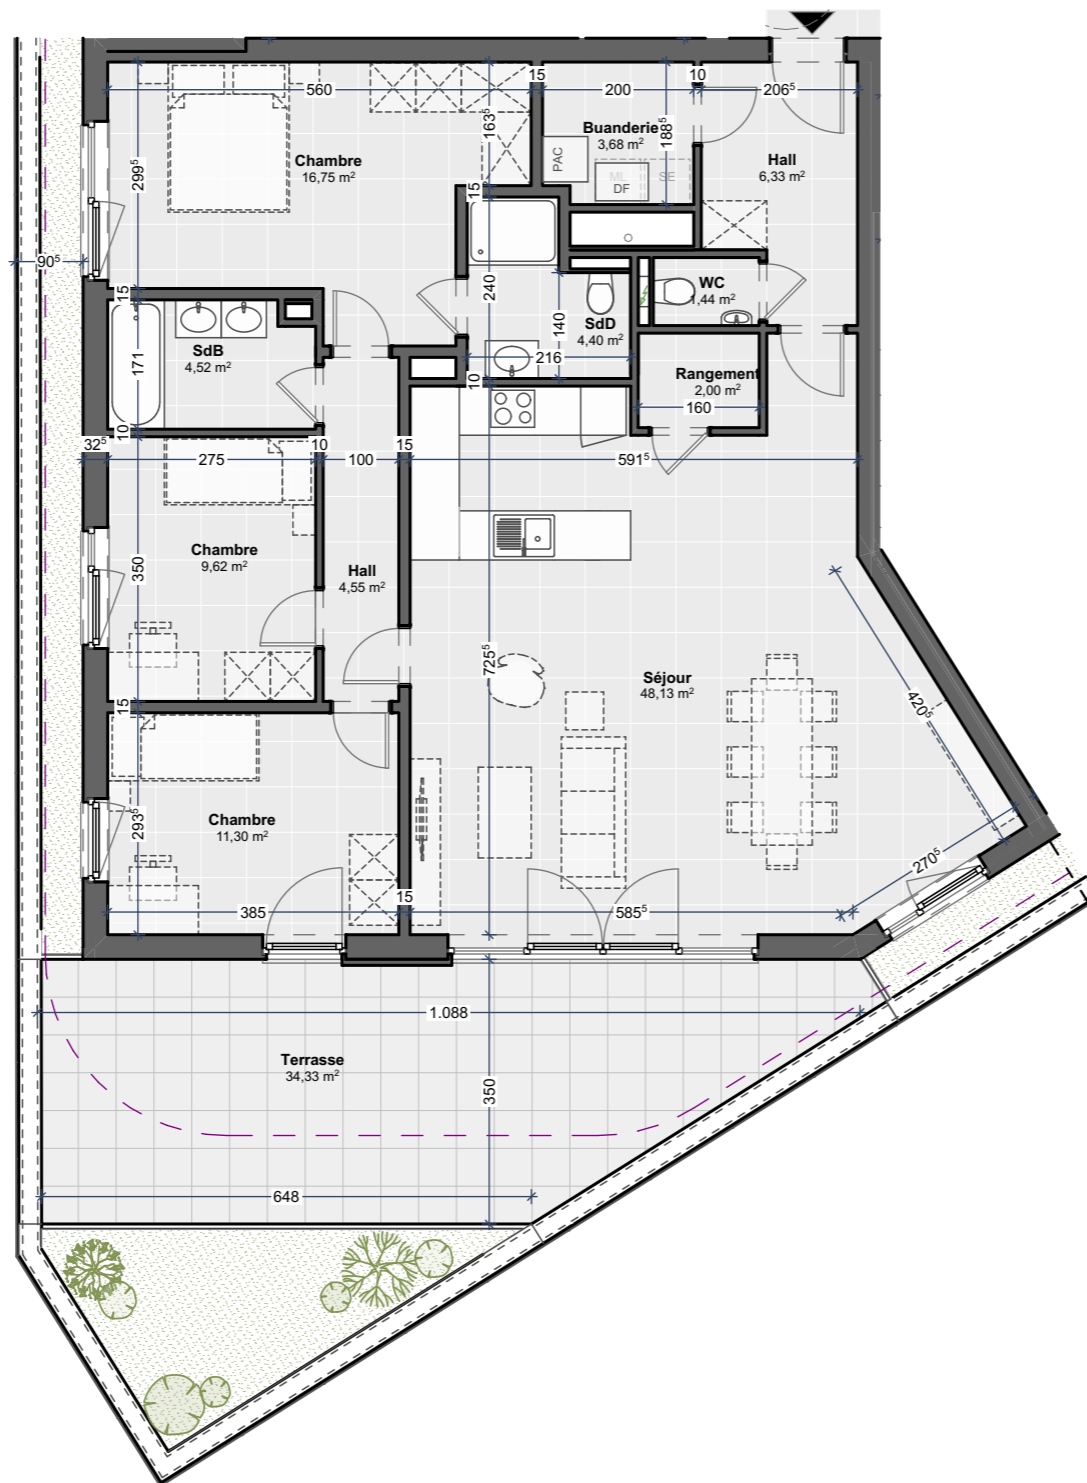 15
10
560
200
206⁵
163⁵
188⁵
Buanderie
3,68 m²
Chambre
16,75 m²
Hall
6,33 m²
299⁵
PAC
ML
DF
SE
15
90⁵
15
240
WC
1,44 m²
140
SdD
4,40 m²
SdB
4,52 m²
171
216
Rangement
2,00 m²
10
160
10
32⁵
275
10
100
15
591⁵
Chambre
9,62 m²
350
Hall
4,55 m²
725⁵
Séjour
48,13 m²
420⁵
15
Chambre
11,30 m²
293⁵
270⁵
15
385
585⁵
1.088
Terrasse
34,33 m²
350
648